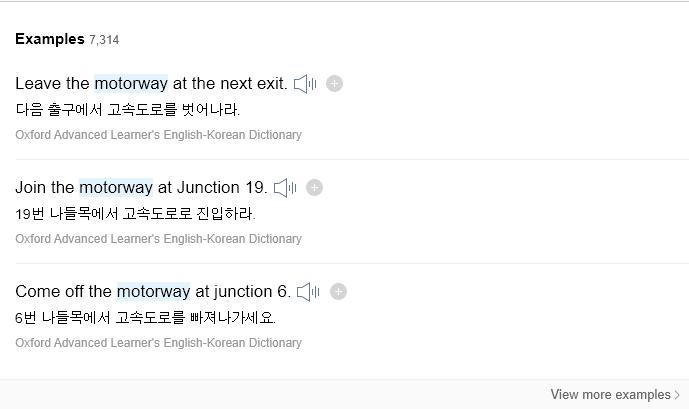 Examples 7,314
Leave the motorway at the next exit.
다음 출구에서 고속도로를 벗어나라.
Oxford Advanced Learner's English-Korean Dictionary
Join the motorway at Junction 19.
19번 나들목에서 고속도로로 진입하라.
Oxford Advanced Learner's English-Korean Dictionary
Come off the motorway at junction 6.
6번 나들목에서 고속도로를 빠져나가세요.
Oxford Advanced Learner's English-Korean Dictionary
View more examples